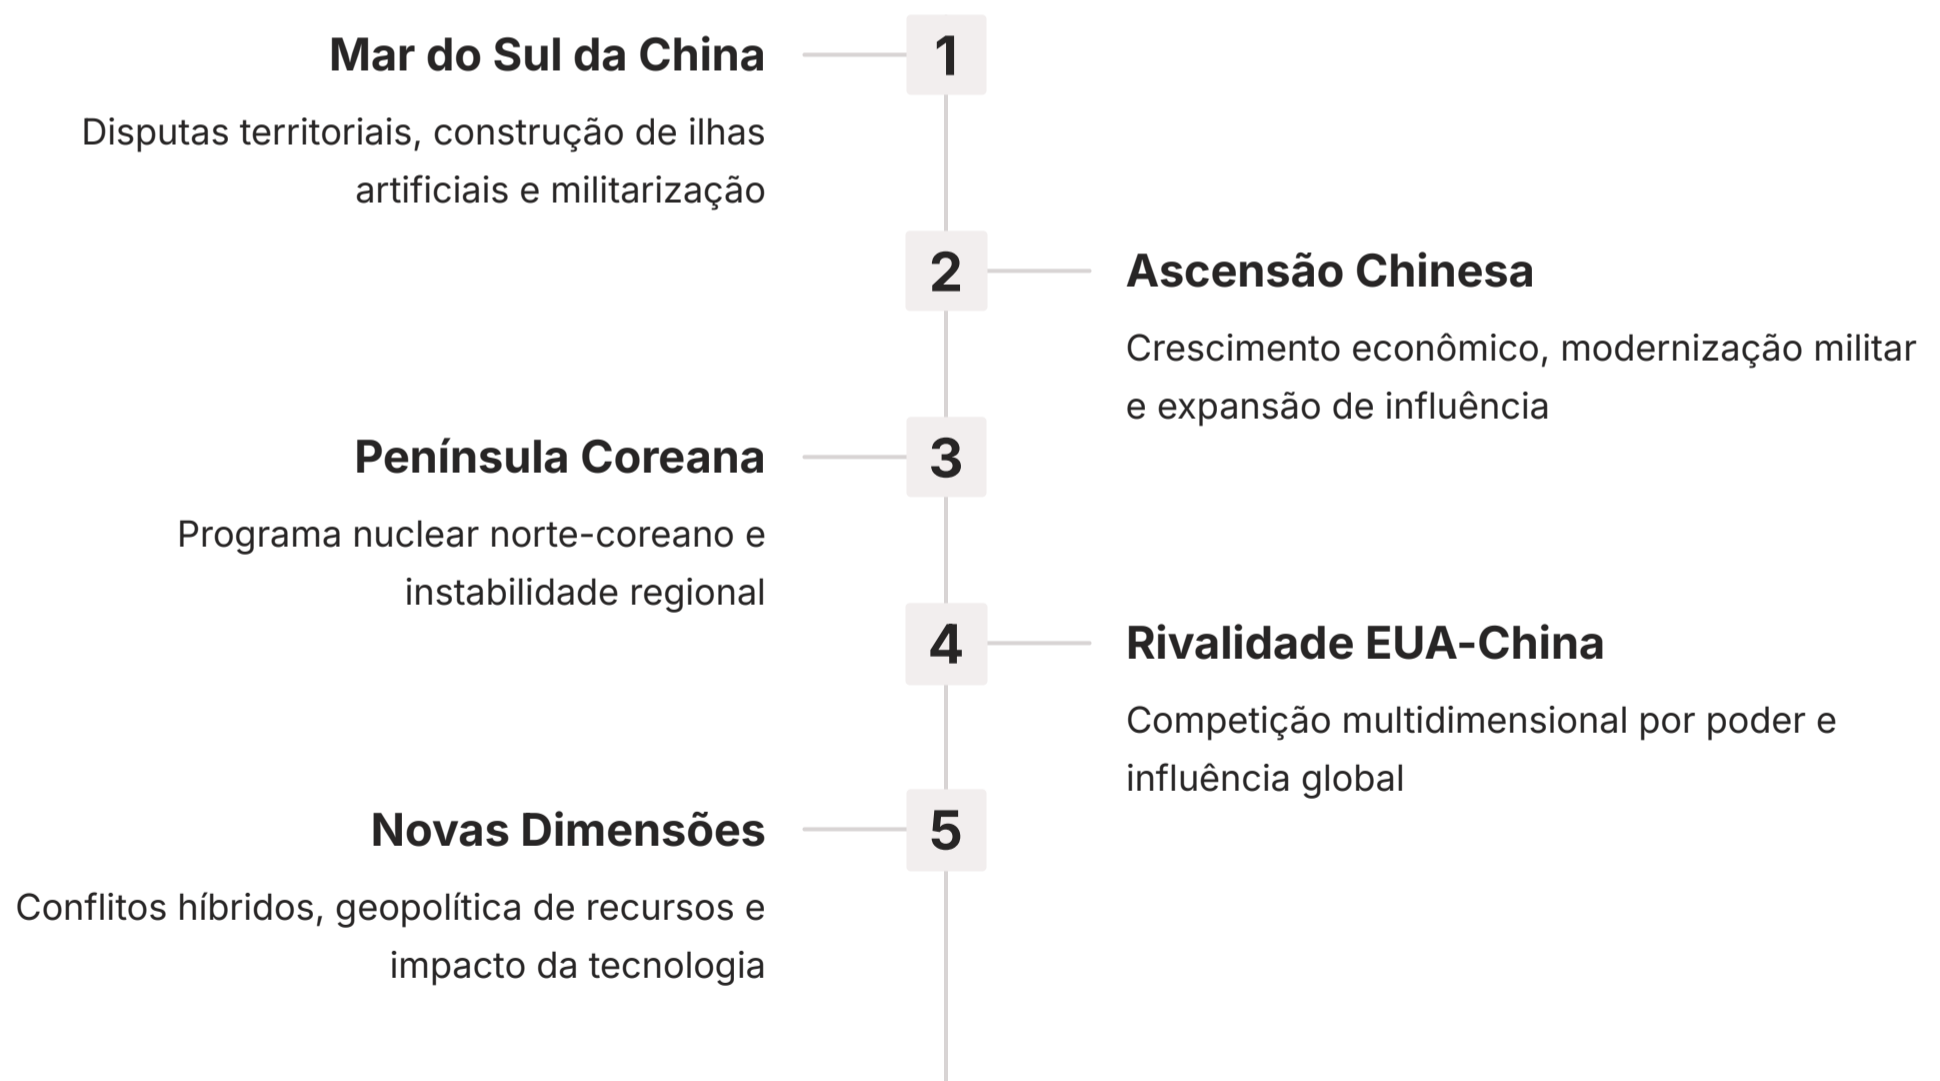 1
Mar do Sul da China
Disputas territoriais, construção de ilhas
artificiais e militarização
2
Ascensão Chinesa
Crescimento econômico, modernização militar
e expansão de influência
3
Península Coreana
Programa nuclear norte-coreano e
instabilidade regional
4
Rivalidade EUA-China
Competição multidimensional por poder e
influência global
5
Novas Dimensões
Conflitos híbridos, geopolítica de recursos e
impacto da tecnologia